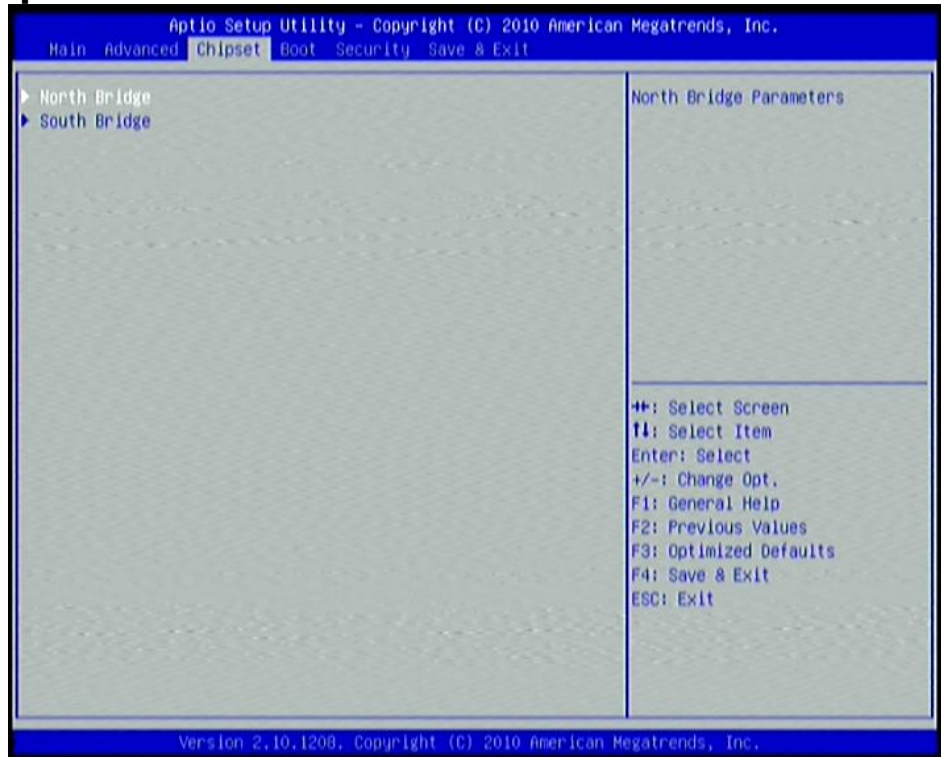 Aptio Setup Utility - Copyright (C) 2010 American Megatrends, Inc.
Main Advanced Chipset Boot Security Save & Exit
North Bridge
South Bridge
North Bridge Parameters
→←: Select Screen
↑↓: Select Item
Enter: Select
+/-: Change Opt.
F1: General Help
F2: Previous Values
F3: Optimized Defaults
F4: Save & Exit
ESC: Exit
Version 2.10.1208. Copyright (C) 2010 American Megatrends, Inc.